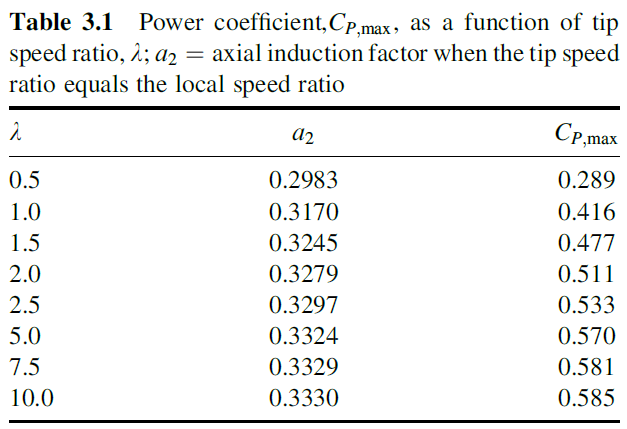 Table 3.1 Power coefficient,CP,max, as a function of tip
speed ratio, λ; a2 = axial induction factor when the tip speed
ratio equals the local speed ratio
λ a2 CP,max
0.5 0.2983 0.289
1.0 0.3170 0.416
1.5 0.3245 0.477
2.0 0.3279 0.511
2.5 0.3297 0.533
5.0 0.3324 0.570
7.5 0.3329 0.581
10.0 0.3330 0.585